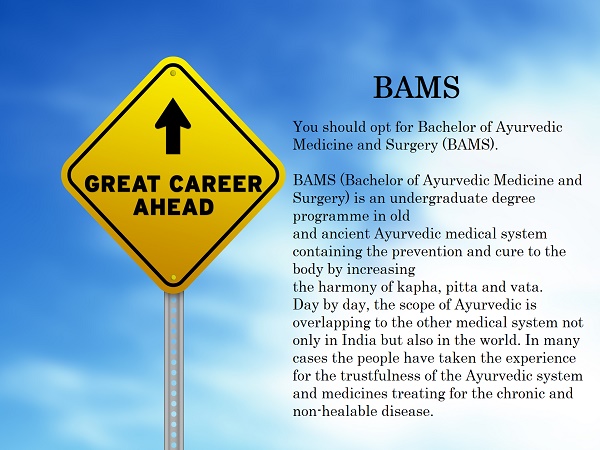 GREAT CAREER
AHEAD
BAMS
You should opt for Bachelor of Ayurvedic
Medicine and Surgery (BAMS).
BAMS (Bachelor of Ayurvedic Medicine and
Surgery) is an undergraduate degree
programme in old
and ancient Ayurvedic medical system
containing the prevention and cure to the
body by increasing
the harmony of kapha, pitta and vata.
Day by day, the scope of Ayurvedic is
overlapping to the other medical system not
only in India but also in the world. In many
cases the people have taken the experience
for the trustfulness of the Ayurvedic system
and medicines treating for the chronic and
non-healable disease.